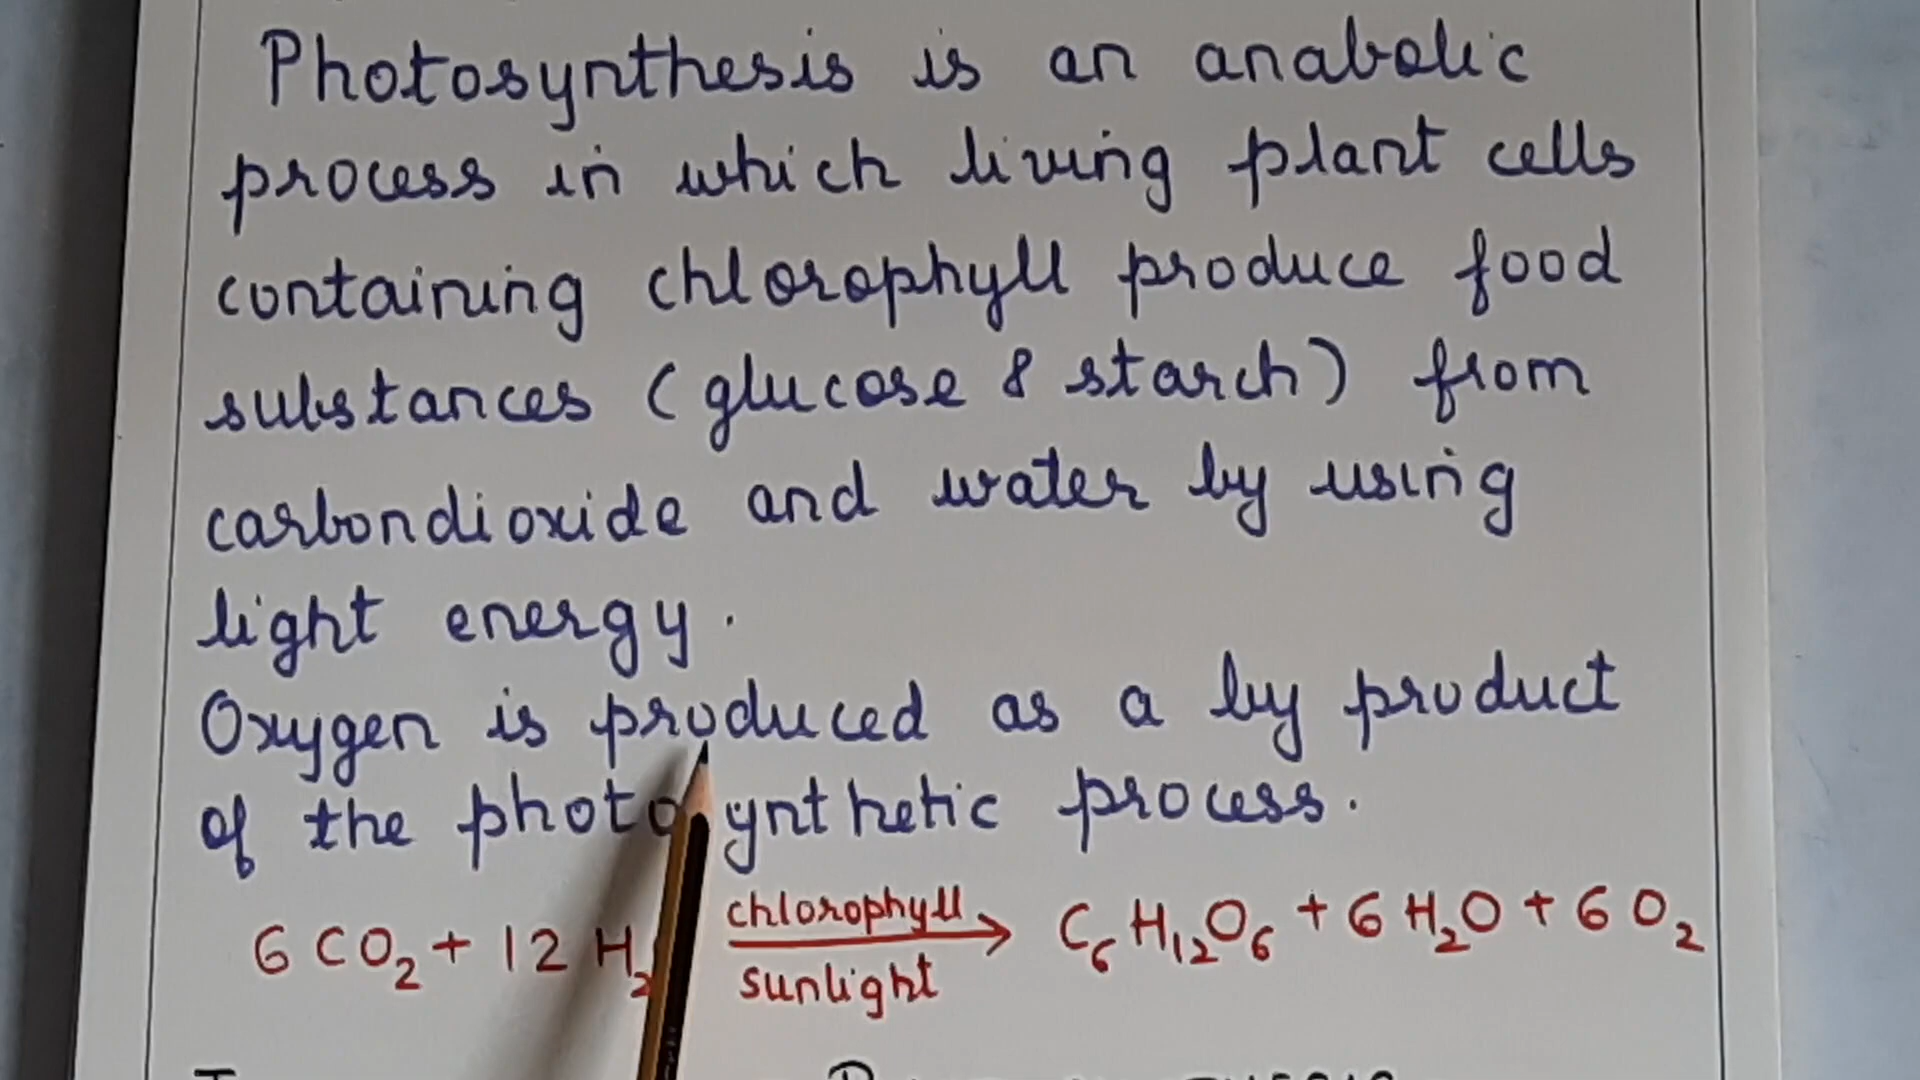 Photosynthesis is an anabolic
process in which living plant cells
containing chlorophyll produce food
substances (glucose & starch) from
carbondioxide and water by using
light energy.
Oxygen is produced as a by product
of the photosynthetic process.
chlorophyll
6 CO₂ + 12 H₂ → C₆H₁₂O₆ + 6 H₂O + 6 O₂
sunlight